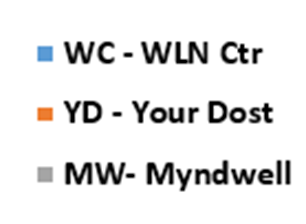 WC - WLN Ctr
YD - Your Dost
MW- Myndwell